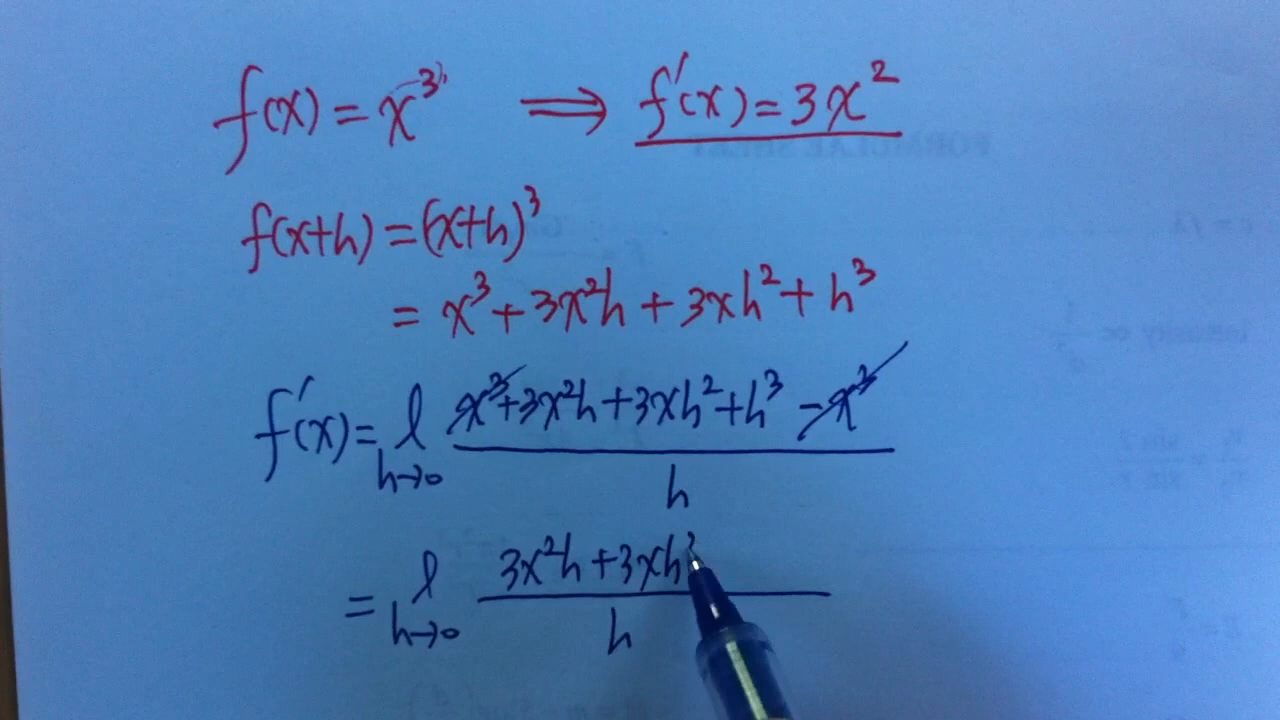 f(x) = x³ ⟹ f'(x) = 3x²
f(x+h) = (x+h)³
= x³ + 3x²h + 3xh² + h³
f'(x) = l h→0 x³+3x²h+3xh²+h³ -x³ / h
= l h→0 3x²h +3xh² / h